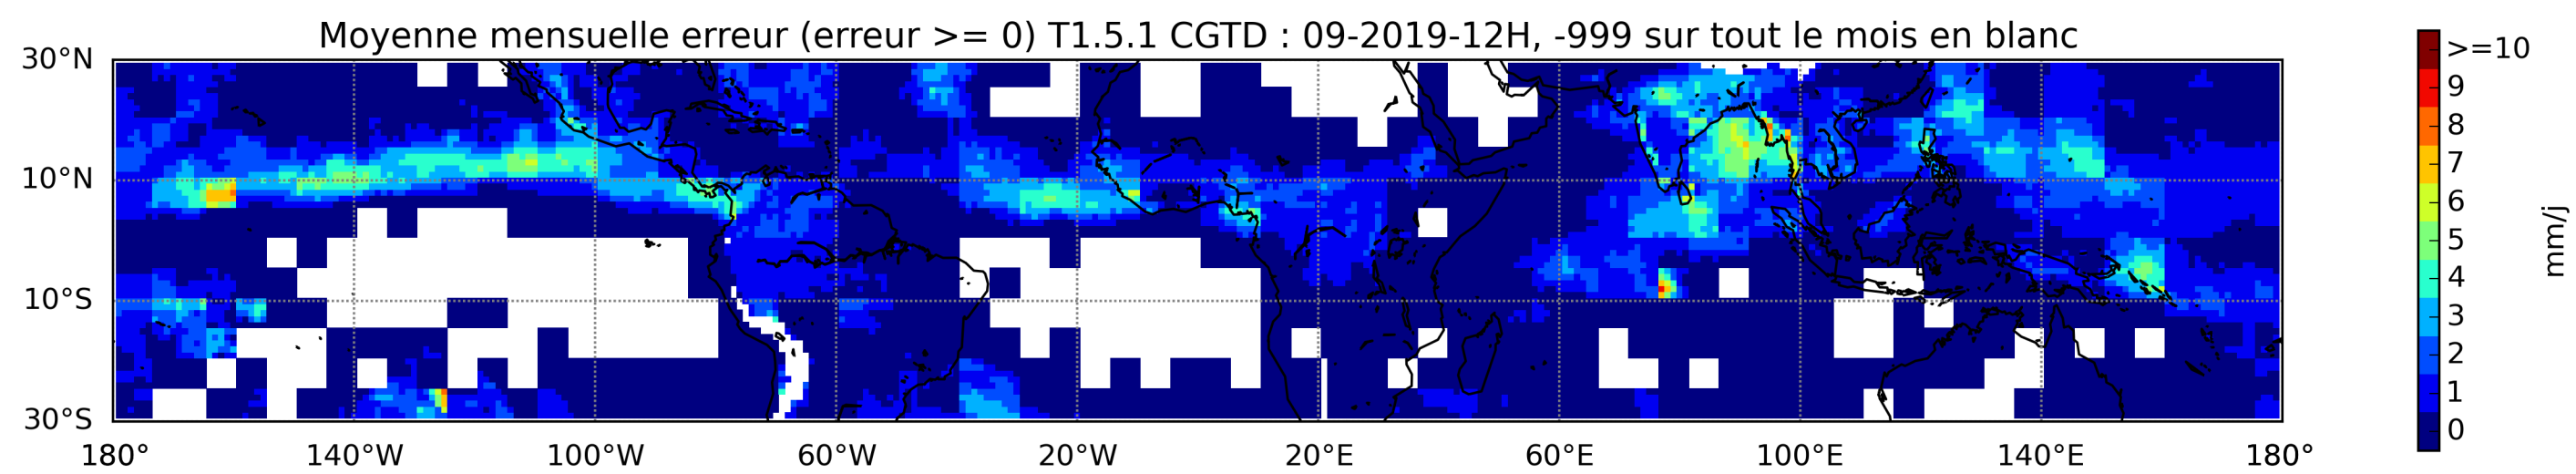 Moyenne mensuelle erreur (erreur >= 0) T1.5.1 CGTD : 09-2019-12H, -999 sur tout le mois en blanc
30°N
10°N
10°S
30°S
180° 140°W 100°W 60°W 20°W 20°E 60°E 100°E 140°E 180°
>=10
9
8
7
6
5
4
3
2
1
0
mm/j